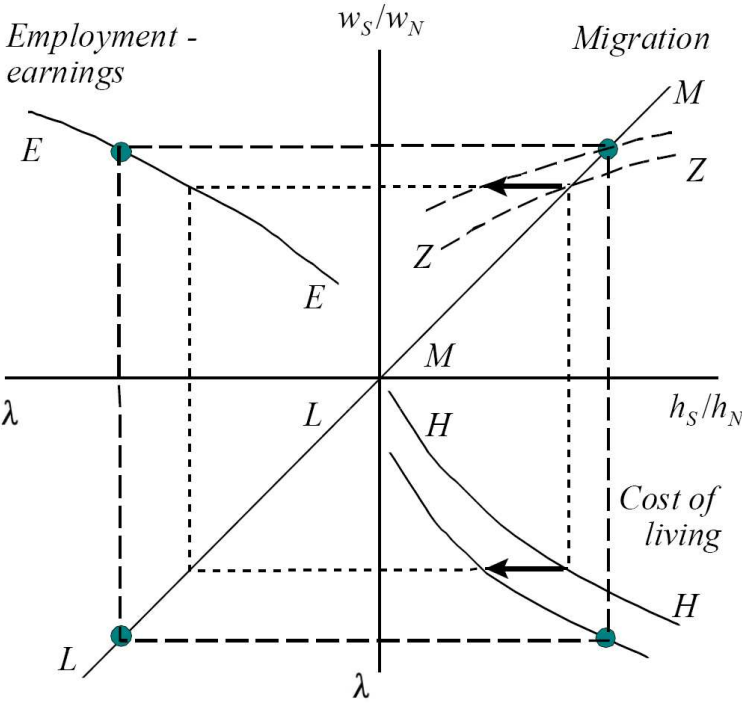 w_S/w_N
Employment -
earnings
Migration
M
E
Z
Z
E
M
λ
L
H
h_S/h_N
Cost of
living
H
L
λ